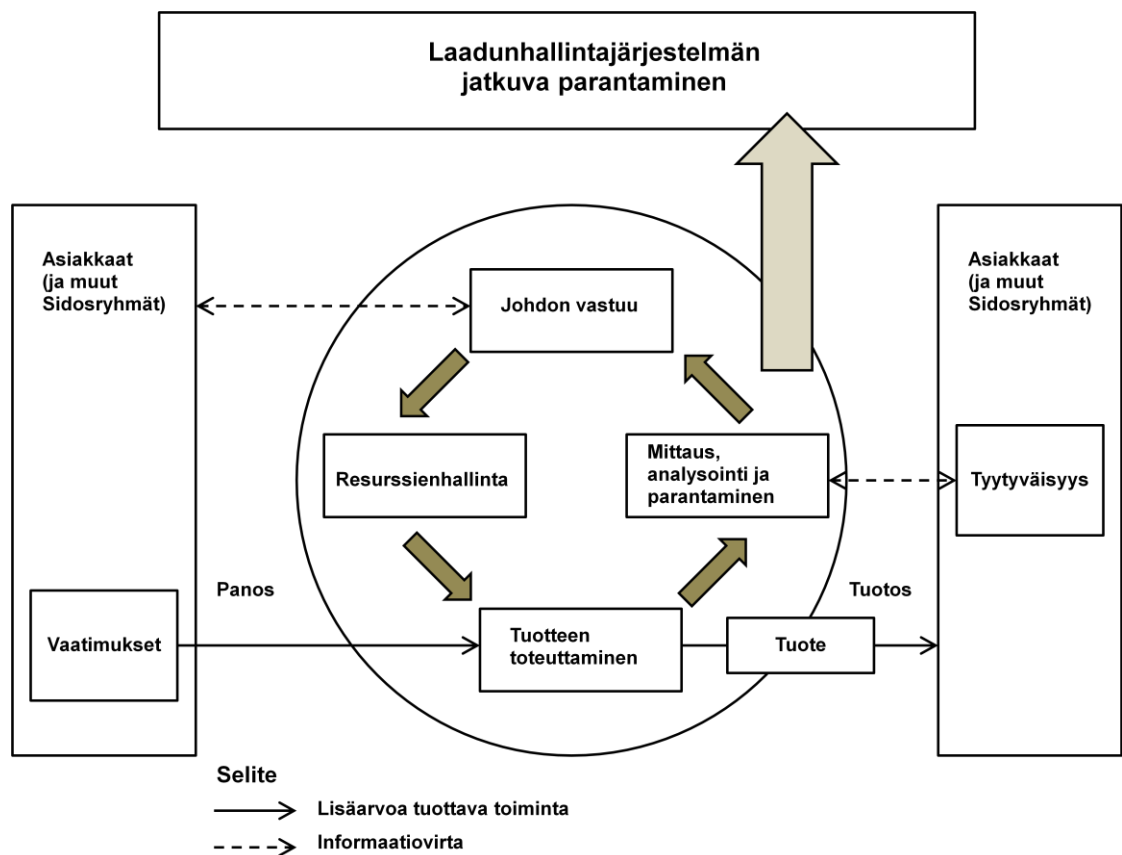 Laadunhallintajärjestelmän
jatkuva parantaminen
Asiakkaat
(ja muut
Sidosryhmät)
Johdon vastuu
Asiakkaat
(ja muut
Sidosryhmät)
Resurssienhallinta
Mittaus,
analysointi ja
parantaminen
Tyytyväisyys
Panos
Tuotos
Vaatimukset
Tuotteen
toteuttaminen
Tuote
Selite
Lisäarvoa tuottava toiminta
Informaatiovirta